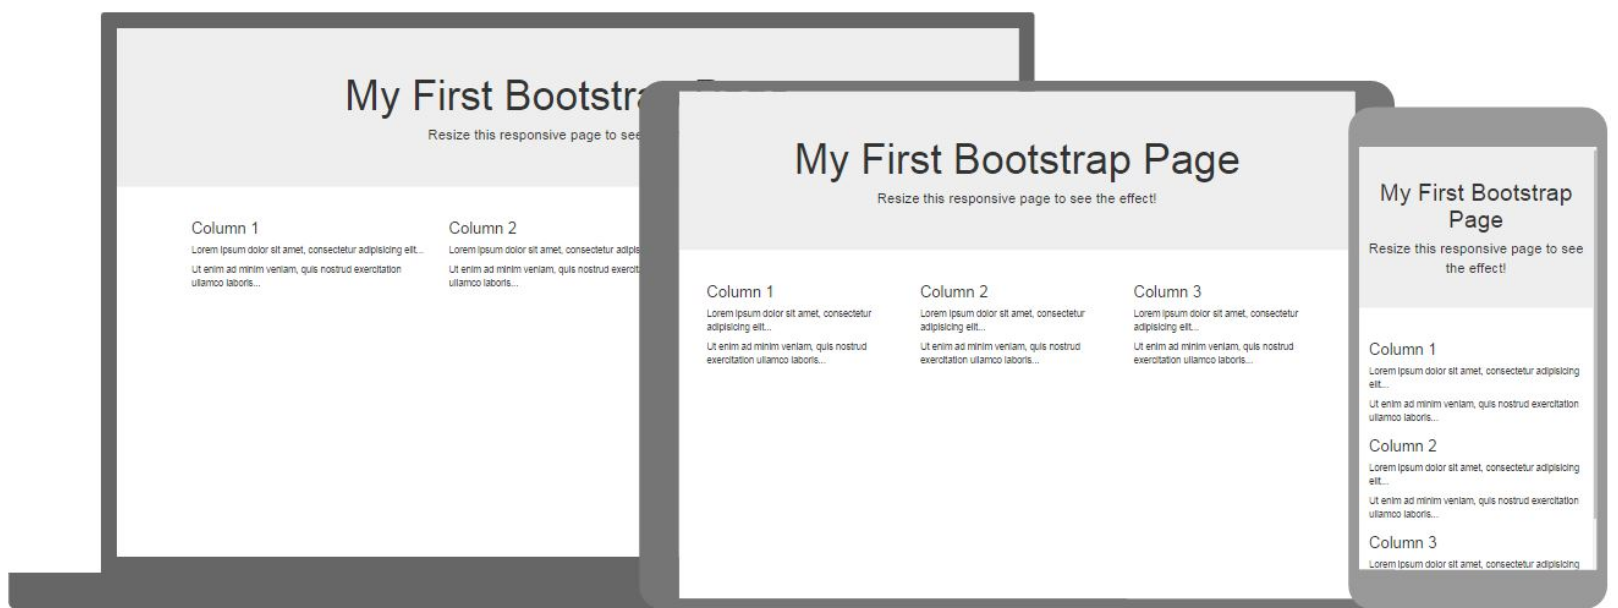 My First Bootstra
Resize this responsive page to see
Column 1
Lorem ipsum dolor sit amet, consectetur adipisicing elit...
Ut enim ad minim veniam, quis nostrud exercitation
ullamco laboris...
Column 2
Lorem ipsum dolor sit amet, consectetur adipis
Ut enim ad minim veniam, quis nostrud exercit
ullamco laboris...
My First Bootstrap Page
Resize this responsive page to see the effect!
Column 1
Lorem ipsum dolor sit amet, consectetur
adipisicing elit...
Ut enim ad minim veniam, quis nostrud
exercitation ullamco laboris...
Column 2
Lorem ipsum dolor sit amet, consectetur
adipisicing elit...
Ut enim ad minim veniam, quis nostrud
exercitation ullamco laboris...
Column 3
Lorem ipsum dolor sit amet, consectetur
adipisicing elit...
Ut enim ad minim veniam, quis nostrud
exercitation ullamco laboris...
My First Bootstrap
Page
Resize this responsive page to see
the effect!
Column 1
Lorem ipsum dolor sit amet, consectetur adipisicing
elit...
Ut enim ad minim veniam, quis nostrud exercitation
ullamco laboris...
Column 2
Lorem ipsum dolor sit amet, consectetur adipisicing
elit...
Ut enim ad minim veniam, quis nostrud exercitation
ullamco laboris...
Column 3
Lorem ipsum dolor sit amet, consectetur adipisicing